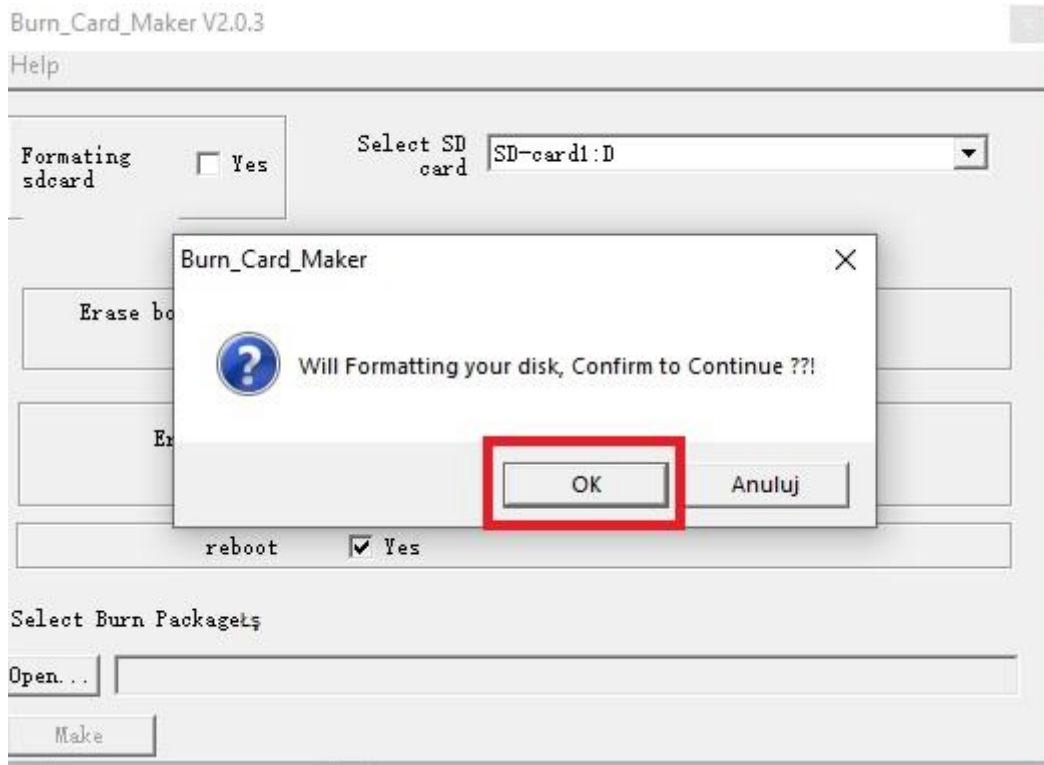 Burn_Card_Maker V2.0.3
Help
Formating
sdcard
Yes
Select SD
card
SD-card1:D
Burn_Card_Maker
Erase bo
Will Formatting your disk, Confirm to Continue ??!
Er
OK
Anuluj
reboot
Yes
Select Burn PackageŁş
Open...
Make